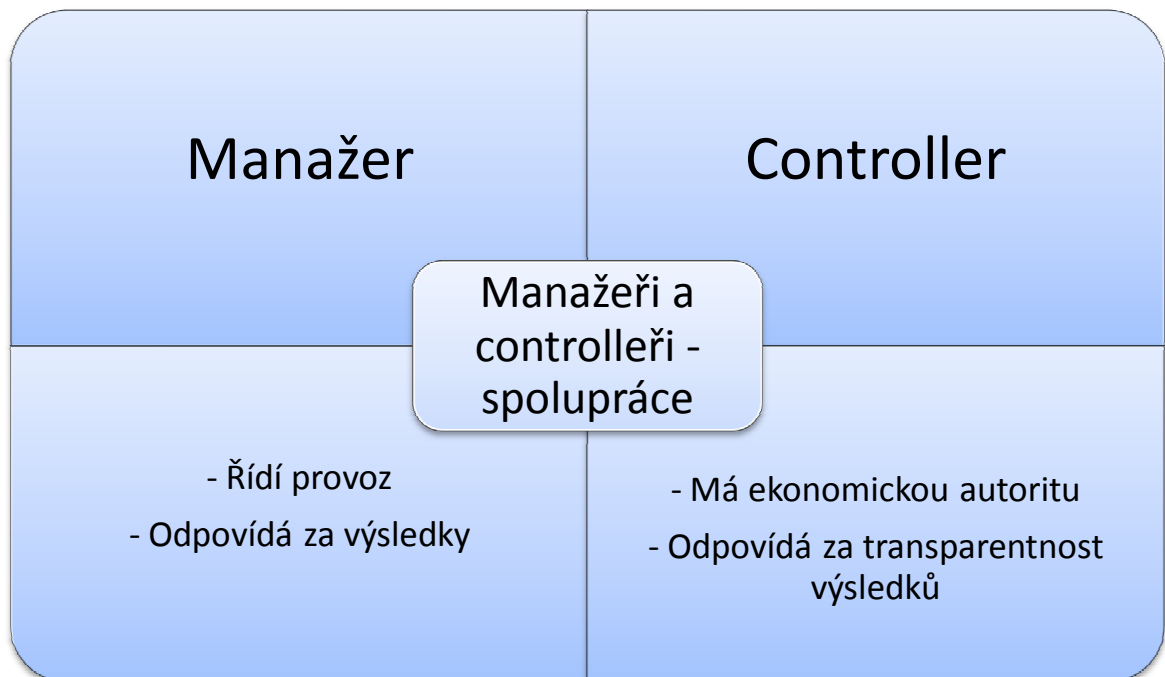 Manažer
Controller
Manažeři a
controlleři -
spolupráce
- Řídí provoz
- Odpovídá za výsledky
- Má ekonomickou autoritu
- Odpovídá za transparentnost
výsledků